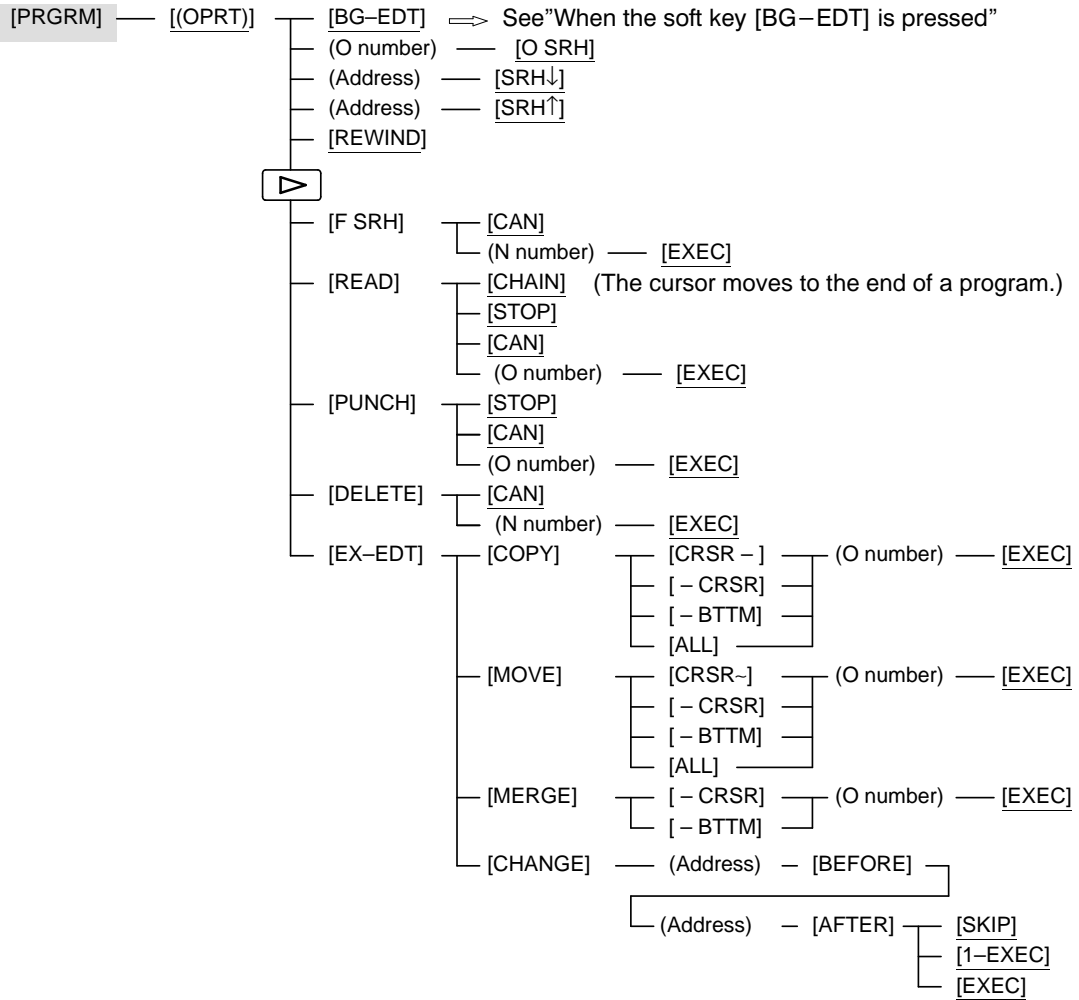 [PRGRM] [(OPRT)] [BG–EDT] See”When the soft key [BG–EDT] is pressed”
(O number) [O SRH]
(Address) [SRH↓]
(Address) [SRH↑]
[REWIND]
[F SRH] [CAN]
(N number) [EXEC]
[READ] [CHAIN] (The cursor moves to the end of a program.)
[STOP]
[CAN]
(O number) [EXEC]
[PUNCH] [STOP]
[CAN]
(O number) [EXEC]
[DELETE] [CAN]
(N number) [EXEC]
[EX–EDT] [COPY] [CRSR – ] (O number) [EXEC]
[ – CRSR]
[ – BTTM]
[ALL]
[MOVE] [CRSR~] (O number) [EXEC]
[ – CRSR]
[ – BTTM]
[ALL]
[MERGE] [ – CRSR] (O number) [EXEC]
[ – BTTM]
[CHANGE] (Address) [BEFORE]
(Address) [AFTER] [SKIP]
[1–EXEC]
[EXEC]